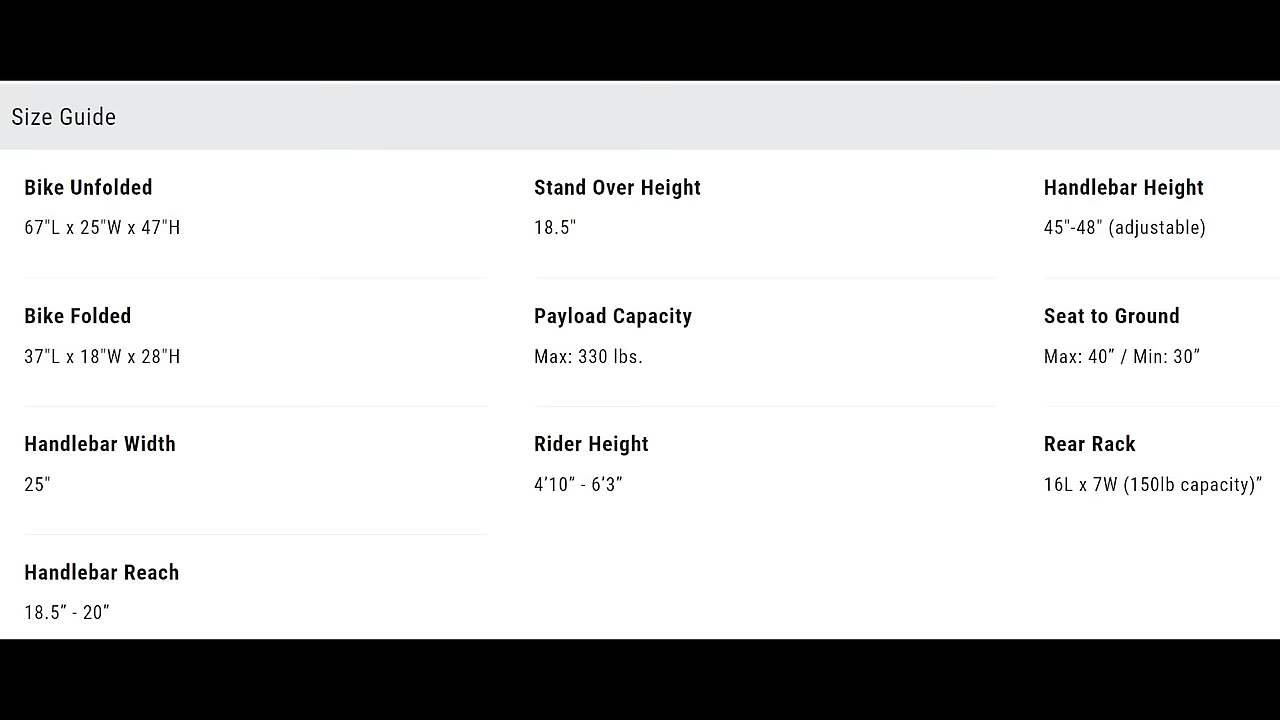 Size Guide
Bike Unfolded
67"L x 25"W x 47"H
Stand Over Height
18.5"
Handlebar Height
45"-48" (adjustable)
Bike Folded
37"L x 18"W x 28"H
Payload Capacity
Max: 330 lbs.
Seat to Ground
Max: 40” / Min: 30”
Handlebar Width
25"
Rider Height
4’10” - 6’3”
Rear Rack
16L x 7W (150lb capacity)”
Handlebar Reach
18.5” - 20”